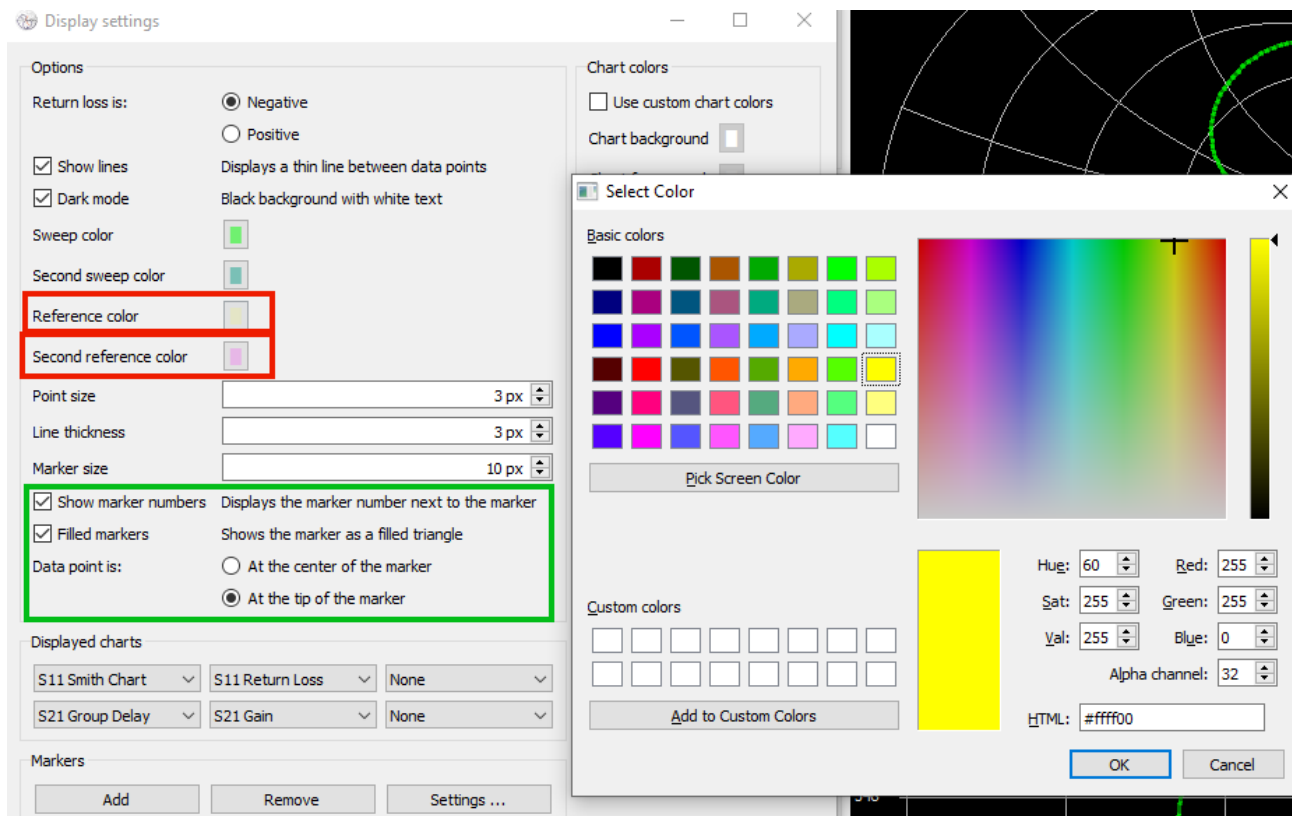 Display settings
Options
Return loss is:
Negative
Positive
Show lines
Displays a thin line between data points
Dark mode
Black background with white text
Sweep color
Second sweep color
Reference color
Second reference color
Point size
3 px
Line thickness
3 px
Marker size
10 px
Show marker numbers
Displays the marker number next to the marker
Filled markers
Shows the marker as a filled triangle
Data point is:
At the center of the marker
At the tip of the marker
Displayed charts
S11 Smith Chart
S11 Return Loss
None
S21 Group Delay
S21 Gain
None
Markers
Add
Remove
Settings ...
Chart colors
Use custom chart colors
Chart background
Select Color
Basic colors
Pick Screen Color
Custom colors
Add to Custom Colors
Hue: 60
Red: 255
Sat: 255
Green: 255
Val: 255
Blue: 0
Alpha channel: 32
HTML: #ffff00
OK
Cancel